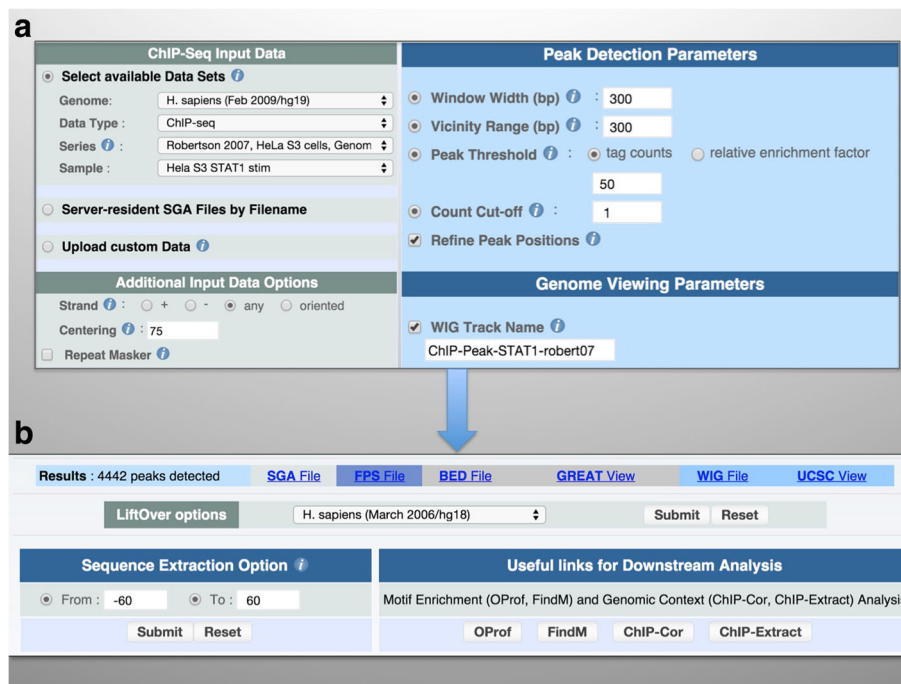 a
ChIP-Seq Input Data
Select available Data Sets i
Genome: H. sapiens (Feb 2009/hg19)
Data Type : ChIP-seq
Series i : Robertson 2007, HeLa S3 cells, Genom
Sample : Hela S3 STAT1 stim
Server-resident SGA Files by Filename
Upload custom Data i
Additional Input Data Options
Strand i : + - any oriented
Centering i : 75
Repeat Masker i
Peak Detection Parameters
Window Width (bp) i : 300
Vicinity Range (bp) i : 300
Peak Threshold i : tag counts relative enrichment factor
50
Count Cut-off i : 1
Refine Peak Positions i
Genome Viewing Parameters
WIG Track Name i
ChIP-Peak-STAT1-robert07
b
Results : 4442 peaks detected SGA File FPS File BED File GREAT View WIG File UCSC View
LiftOver options H. sapiens (March 2006/hg18) Submit Reset
Sequence Extraction Option i
From : -60 To : 60
Submit Reset
Useful links for Downstream Analysis
Motif Enrichment (OProf, FindM) and Genomic Context (ChIP-Cor, ChIP-Extract) Analysi
OProf FindM ChIP-Cor ChIP-Extract